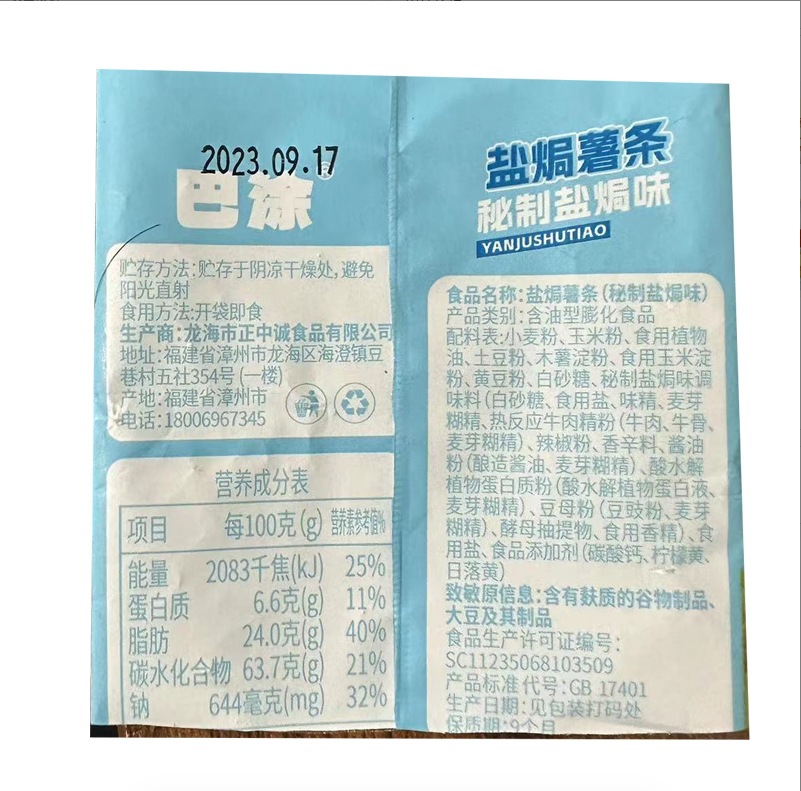 2023.09.17
巴涂®
贮存方法:贮存于阴凉干燥处,避免
阳光直射
食用方法:开袋即食
生产商:龙海市正中诚食品有限公司
地址:福建省漳州市龙海区海澄镇豆
巷村五社354号(一楼)
产地:福建省漳州市
电话:18006967345
营养成分表
项目 每100克(g) 营养素参考值%
能量 2083千焦(kJ) 25%
蛋白质 6.6克(g) 11%
脂肪 24.0克(g) 40%
碳水化合物 63.7克(g) 21%
钠 644毫克(mg) 32%
盐焗薯条
秘制盐焗味
YANJUSHUTIAO
食品名称:盐焗薯条(秘制盐焗味)
产品类别:含油型膨化食品
配料表:小麦粉、玉米粉、食用植物
油、土豆粉、木薯淀粉、食用玉米淀
粉、黄豆粉、白砂糖、秘制盐焗味调
味料(白砂糖、食用盐、味精、麦芽
糊精、热反应牛肉精粉(牛肉、牛骨、
麦芽糊精)、辣椒粉、香辛料、酱油
粉(酿造酱油、麦芽糊精)、酸水解
植物蛋白质粉(酸水解植物蛋白液、
麦芽糊精)、豆母粉(豆豉粉、麦芽
糊精)、酵母抽提物、食用香精)、食
用盐、食品添加剂(碳酸钙、柠檬黄、
日落黄)
致敏原信息:含有麸质的谷物制品、
大豆及其制品
食品生产许可证编号:
SC11235068103509
产品标准代号:GB 17401
生产日期:见包装打码处
保质期:9个月